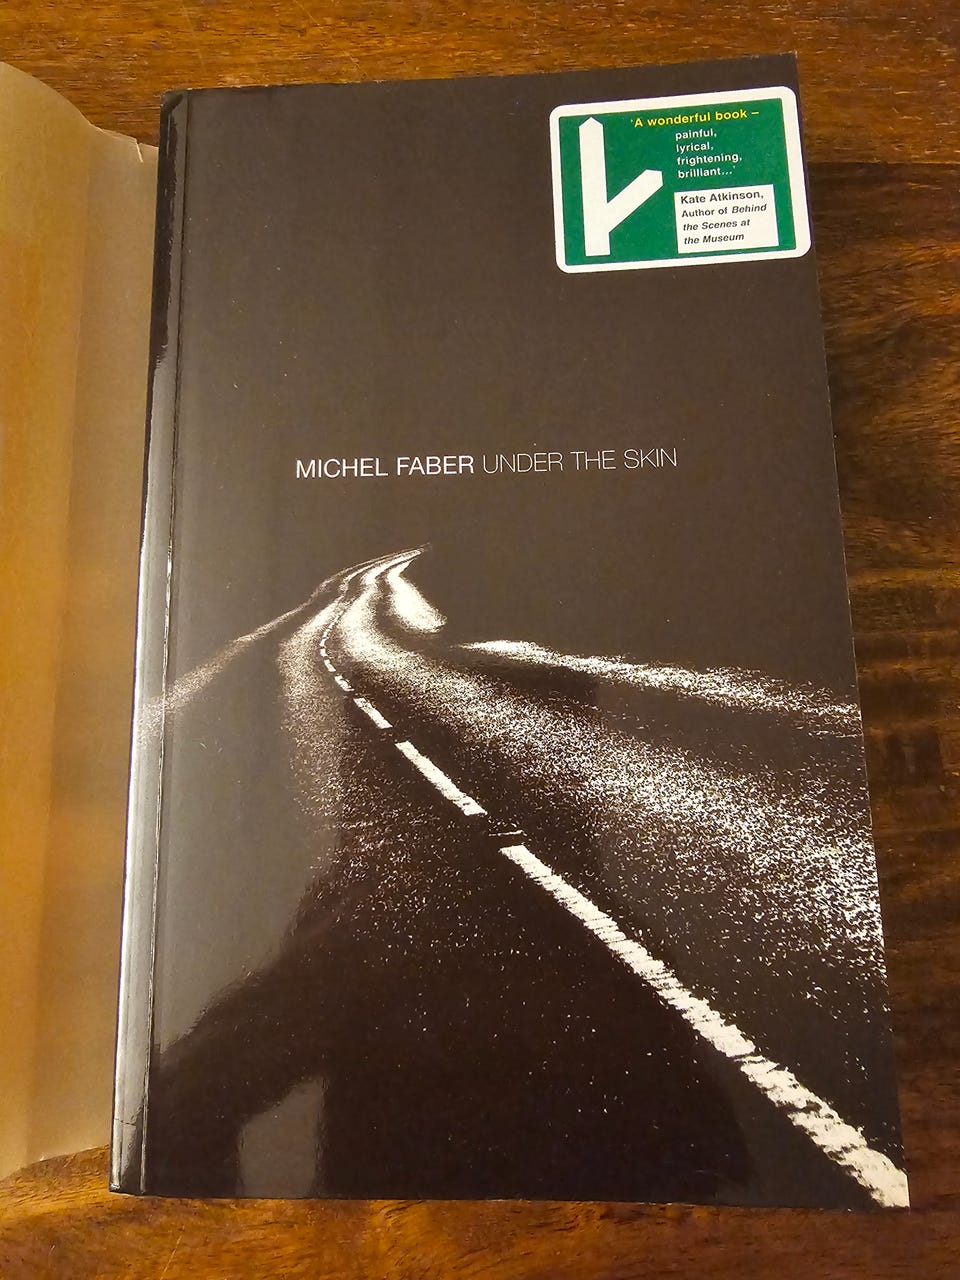 ‘A wonderful book –
painful,
lyrical,
frightening,
brilliant...’
Kate Atkinson,
Author of Behind
the Scenes at
the Museum
MICHEL FABER UNDER THE SKIN